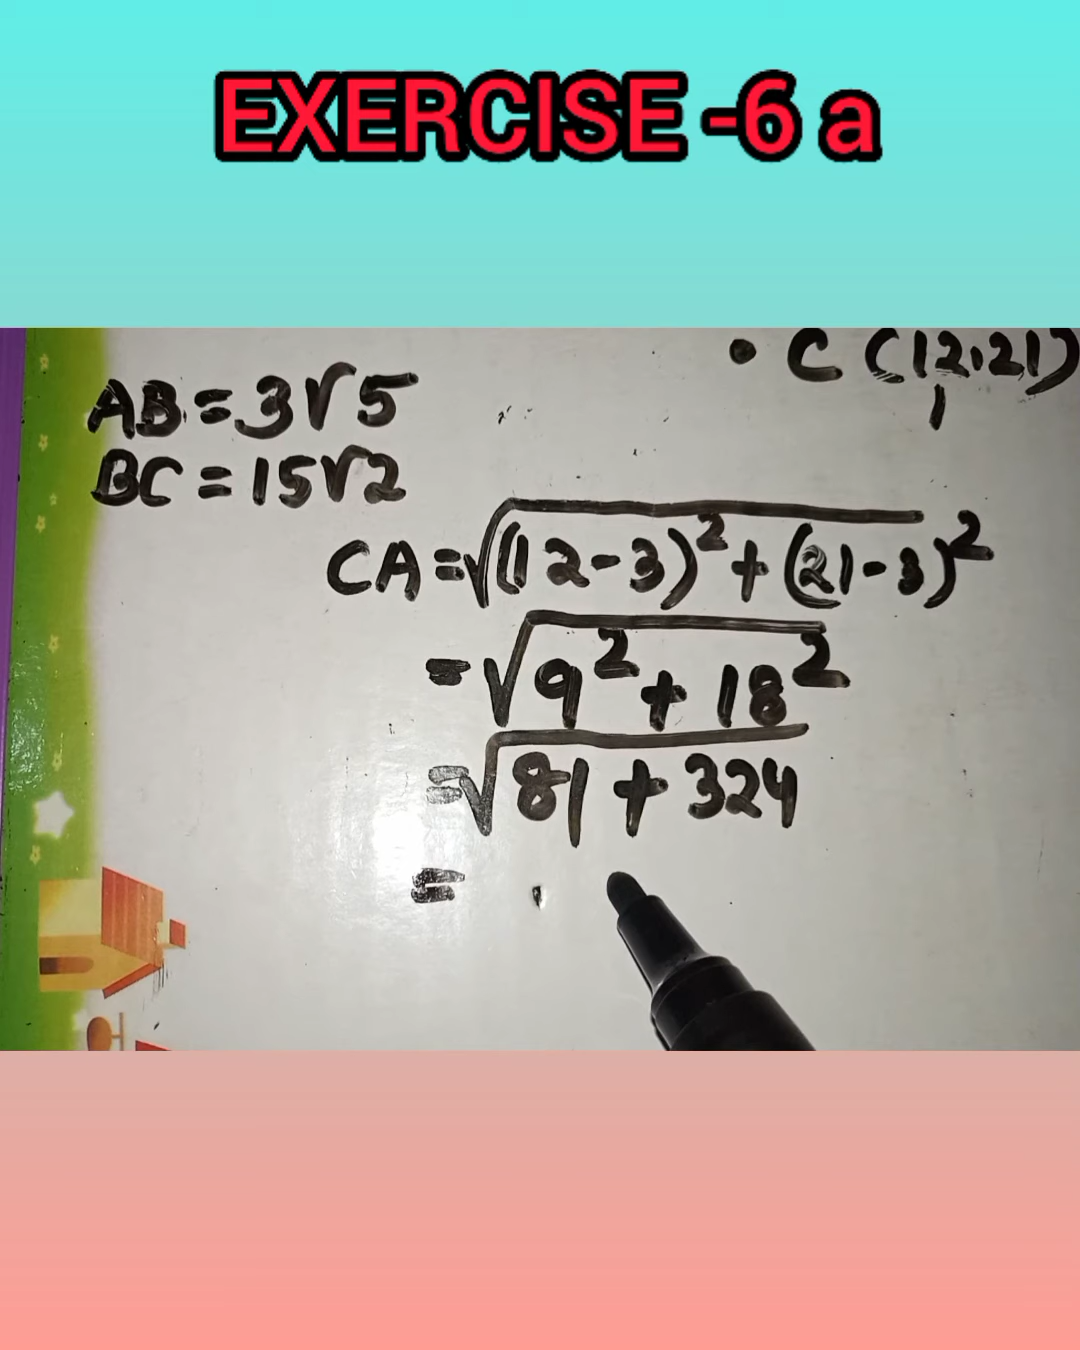 EXERCISE -6 a
• C (12,21)
AB = 3√5
BC = 15√2
CA = √(12-3)² + (21-3)²
= √9² + 18²
= √81 + 324
=